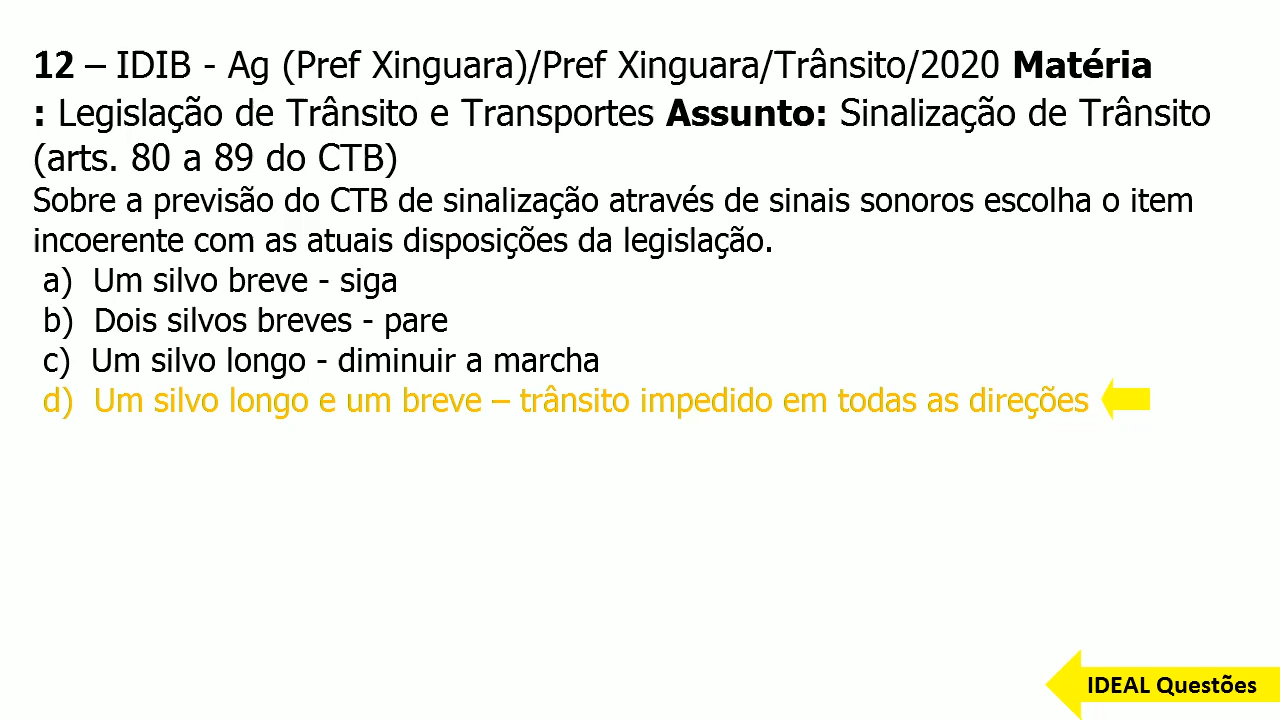 12 – IDIB - Ag (Pref Xinguara)/Pref Xinguara/Trânsito/2020 Matéria
: Legislação de Trânsito e Transportes Assunto: Sinalização de Trânsito
(arts. 80 a 89 do CTB)
Sobre a previsão do CTB de sinalização através de sinais sonoros escolha o item
incoerente com as atuais disposições da legislação.
a) Um silvo breve - siga
b) Dois silvos breves - pare
c) Um silvo longo - diminuir a marcha
d) Um silvo longo e um breve – trânsito impedido em todas as direções
IDEAL Questões